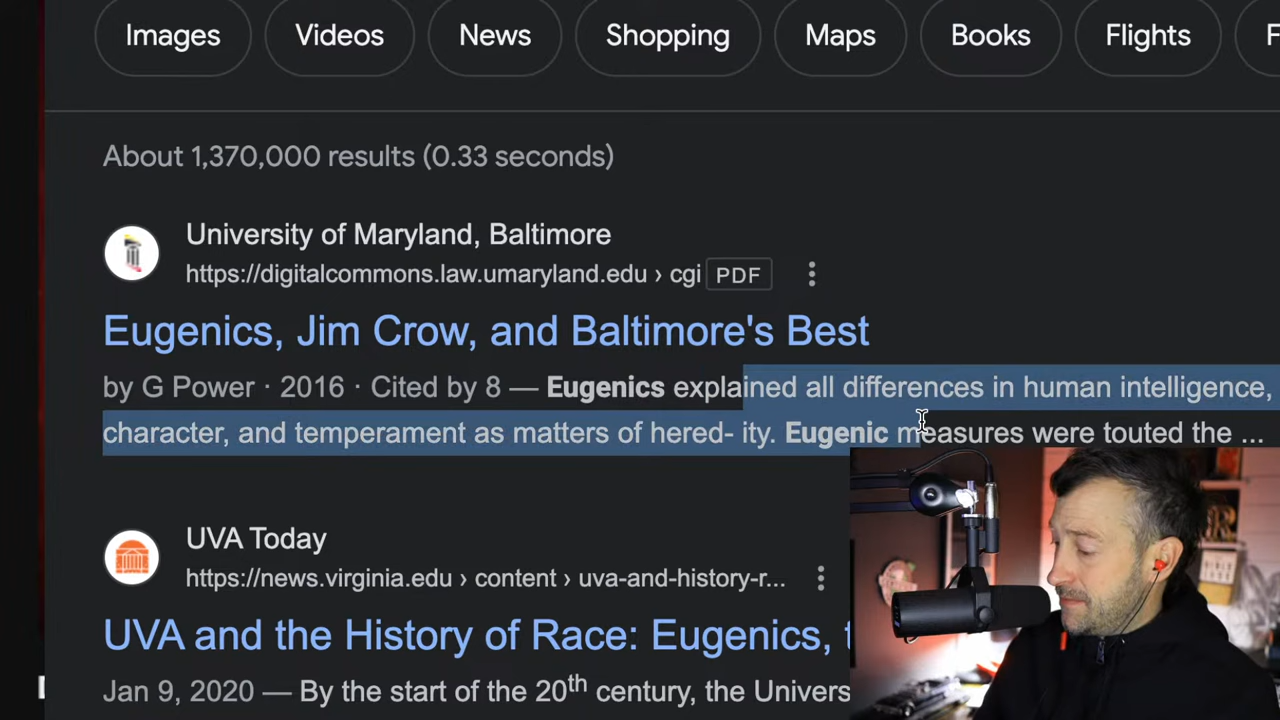 Images Videos News Shopping Maps Books Flights
About 1,370,000 results (0.33 seconds)
University of Maryland, Baltimore
https://digitalcommons.law.umaryland.edu › cgi PDF
Eugenics, Jim Crow, and Baltimore's Best
by G Power · 2016 · Cited by 8 — Eugenics explained all differences in human intelligence,
character, and temperament as matters of hered- ity. Eugenic measures were touted the ...
UVA Today
https://news.virginia.edu › content › uva-and-history-r...
UVA and the History of Race: Eugenics,
Jan 9, 2020 — By the start of the 20th century, the Univers